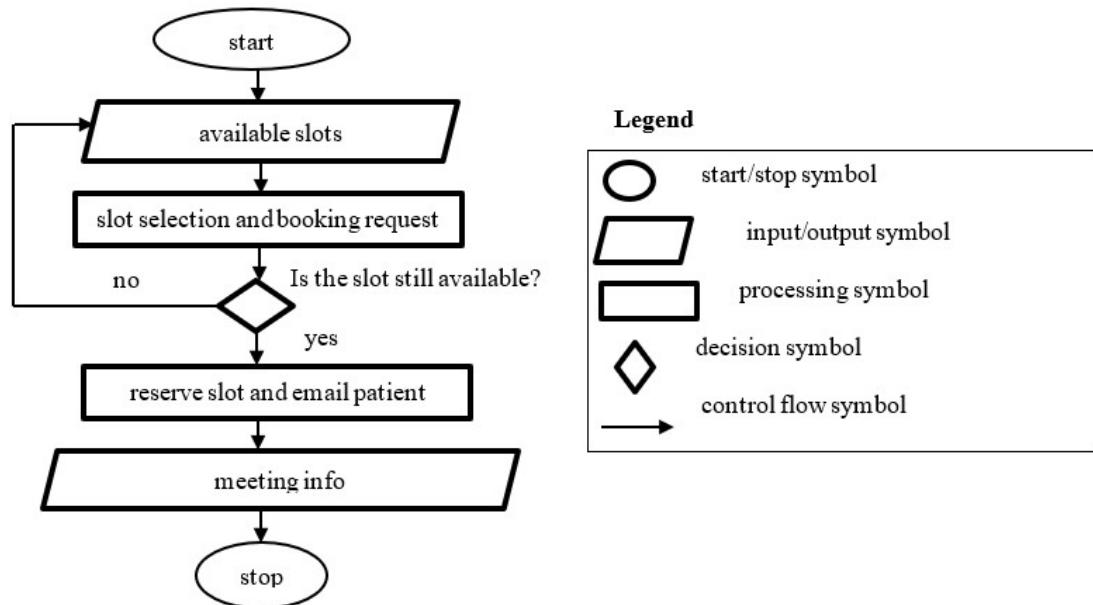 start
available slots
Legend
start/stop symbol
slot selection and booking request
input/output symbol
Is the slot still available?
no
processing symbol
yes
decision symbol
reserve slot and email patient
control flow symbol
meeting info
stop